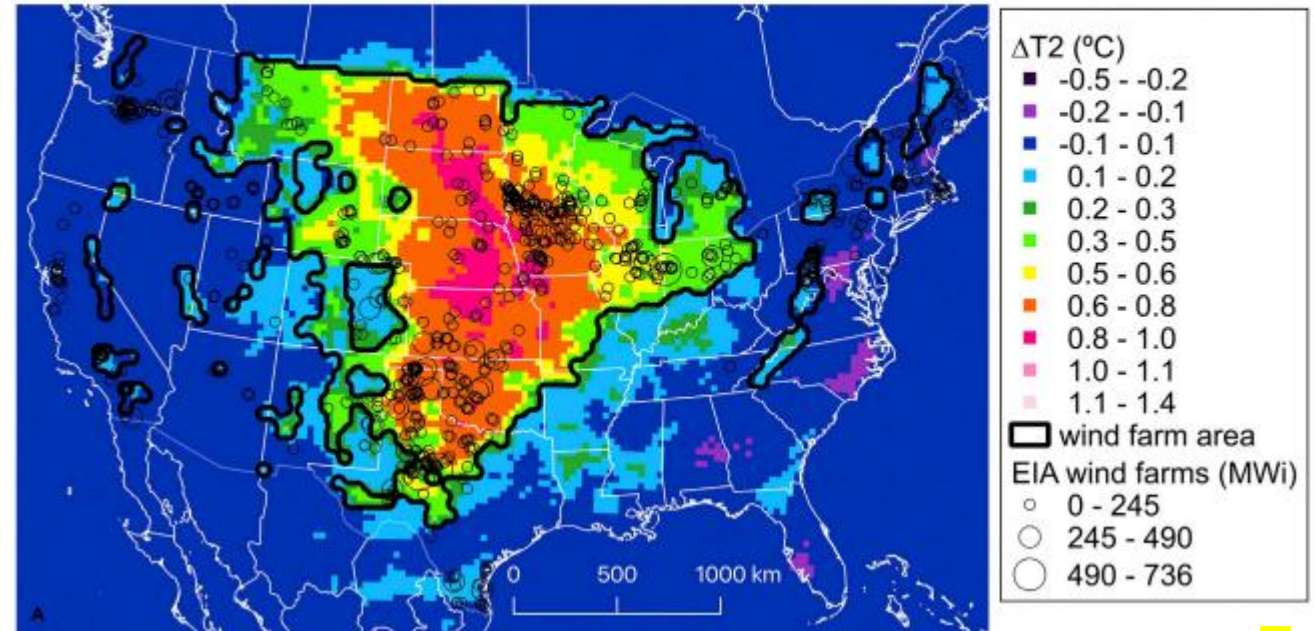 ΔT2 (ºC)
-0.5 - -0.2
-0.2 - -0.1
-0.1 - 0.1
0.1 - 0.2
0.2 - 0.3
0.3 - 0.5
0.5 - 0.6
0.6 - 0.8
0.8 - 1.0
1.0 - 1.1
1.1 - 1.4
wind farm area
EIA wind farms (MWi)
0 - 245
245 - 490
490 - 736
0 500 1000 km
A